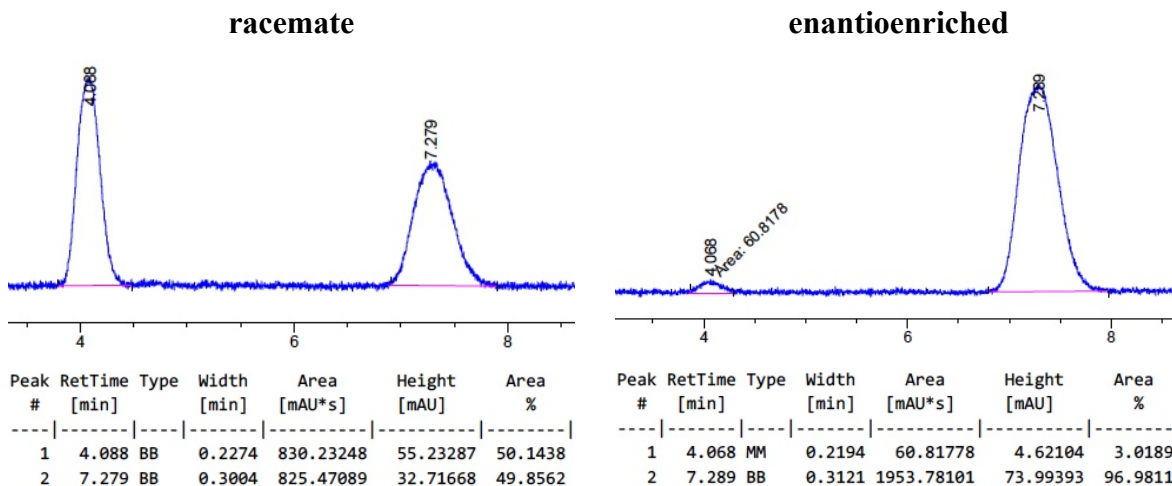 racemate
4.088
7.279
4
6
8
Peak RetTime Type Width Area Height Area
# [min] [min] [mAU*s] [mAU] %
----|-------|----|-------|----------|----------|--------|
1 4.088 BB 0.2274 830.23248 55.23287 50.1438
2 7.279 BB 0.3004 825.47089 32.71668 49.8562
enantioenriched
4.068
Area: 60.8178
7.289
4
6
8
Peak RetTime Type Width Area Height Area
# [min] [min] [mAU*s] [mAU] %
----|-------|----|-------|----------|----------|--------
1 4.068 MM 0.2194 60.81778 4.62104 3.0189
2 7.289 BB 0.3121 1953.78101 73.99393 96.9811